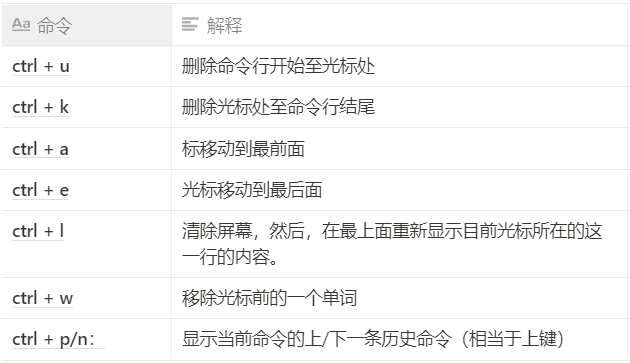 Aa 命令 解释
ctrl + u 删除命令行开始至光标处
ctrl + k 删除光标处至命令行结尾
ctrl + a 标移动到最前面
ctrl + e 光标移动到最后面
ctrl + l 清除屏幕，然后，在最上面重新显示目前光标所在的这
一行的内容。
ctrl + w 移除光标前的一个单词
ctrl + p/n： 显示当前命令的上/下一条历史命令（相当于上键）